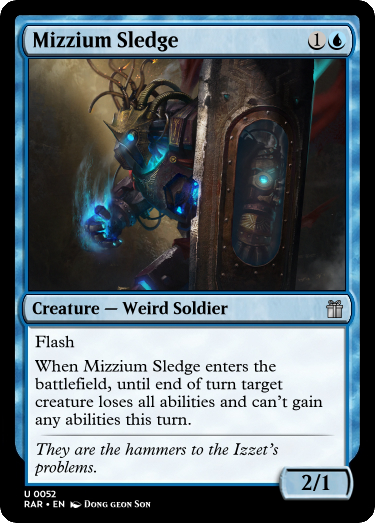 Mizzium Sledge 1
Creature — Weird Soldier
Flash
When Mizzium Sledge enters the
battlefield, until end of turn target
creature loses all abilities and can't gain
any abilities this turn.
They are the hammers to the Izzet's
problems.
2/1
U 0052
RAR • EN Dong geon Son